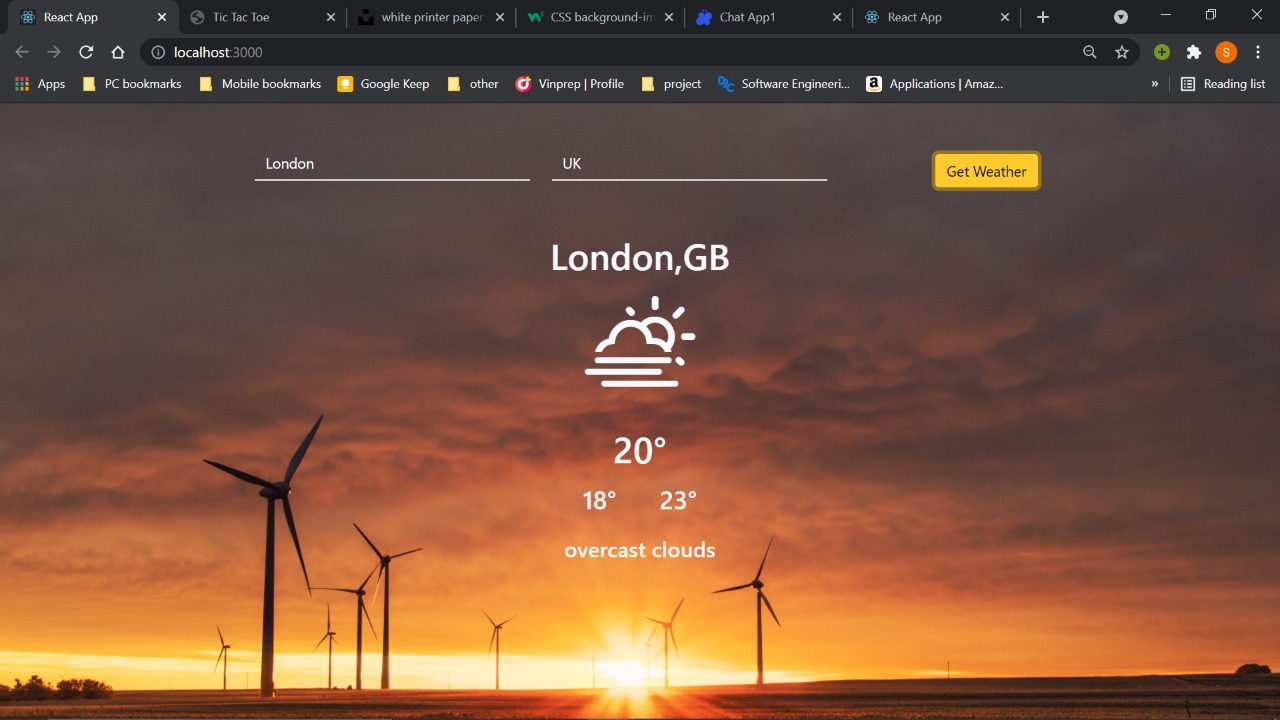 React App
Tic Tac Toe
white printer paper
CSS background-im
Chat App1
React App
localhost:3000
S
Apps
PC bookmarks
Mobile bookmarks
Google Keep
other
Vinprep | Profile
project
Software Engineeri...
a
Applications | Amaz...
»
Reading list
London
UK
Get Weather
London,GB
20°
18° 23°
overcast clouds